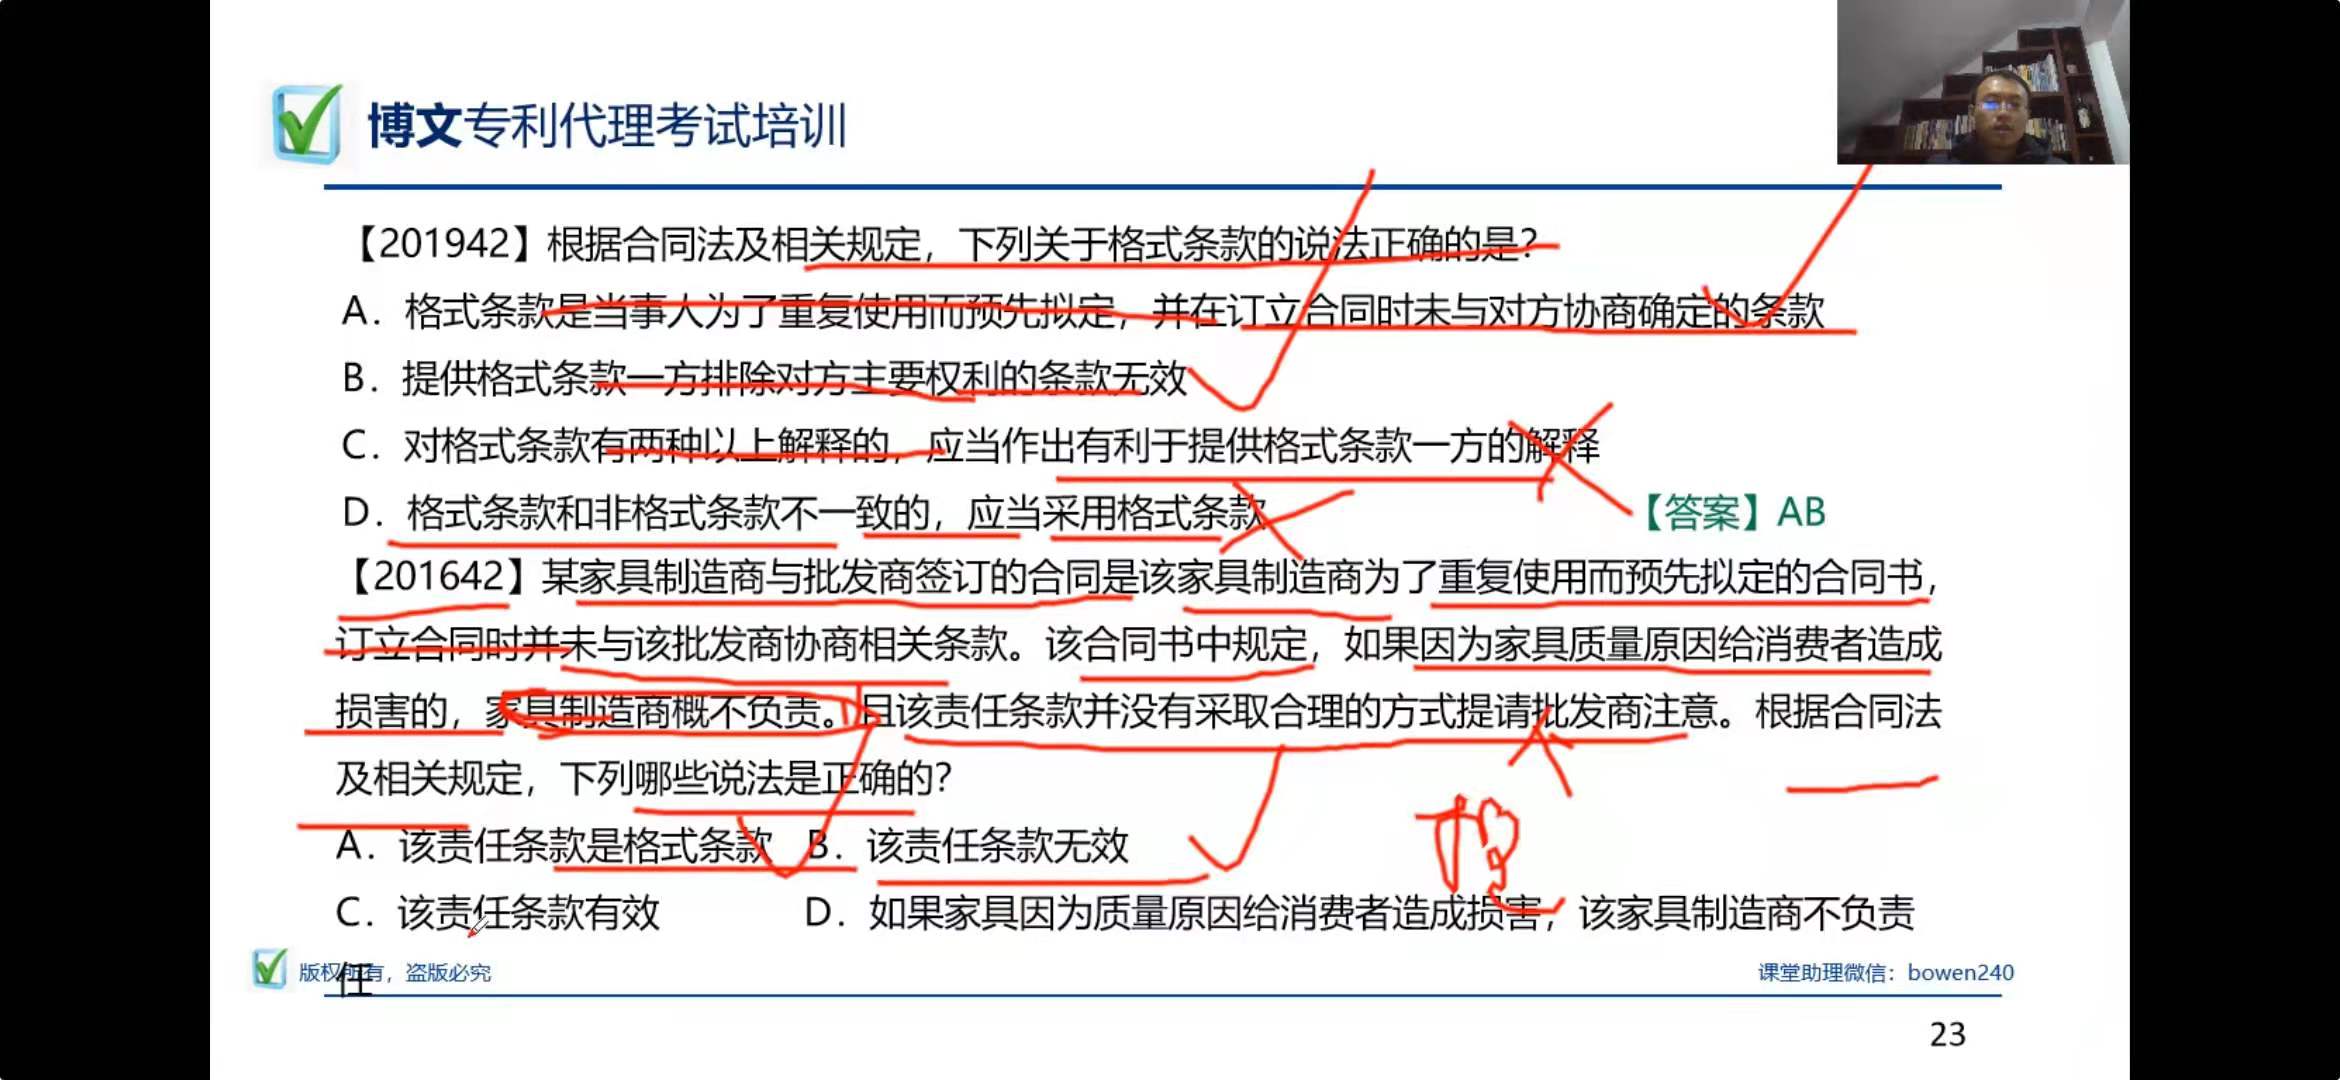 博文专利代理考试培训
【201942】根据合同法及相关规定，下列关于格式条款的说法正确的是？
A．格式条款是当事人为了重复使用而预先拟定，并在订立合同时未与对方协商确定的条款
B．提供格式条款一方排除对方主要权利的条款无效
C．对格式条款有两种以上解释的，应当作出有利于提供格式条款一方的解释
D．格式条款和非格式条款不一致的，应当采用格式条款 【答案】AB
【201642】某家具制造商与批发商签订的合同是该家具制造商为了重复使用而预先拟定的合同书，
订立合同时并未与该批发商协商相关条款。该合同书中规定，如果因为家具质量原因给消费者造成
损害的，家具制造商概不负责。且该责任条款并没有采取合理的方式提请批发商注意。根据合同法
及相关规定，下列哪些说法是正确的？
A．该责任条款是格式条款 B．该责任条款无效
C．该责任条款有效 D．如果家具因为质量原因给消费者造成损害，该家具制造商不负责
任
版权所有，盗版必究
课堂助理微信：bowen240
23